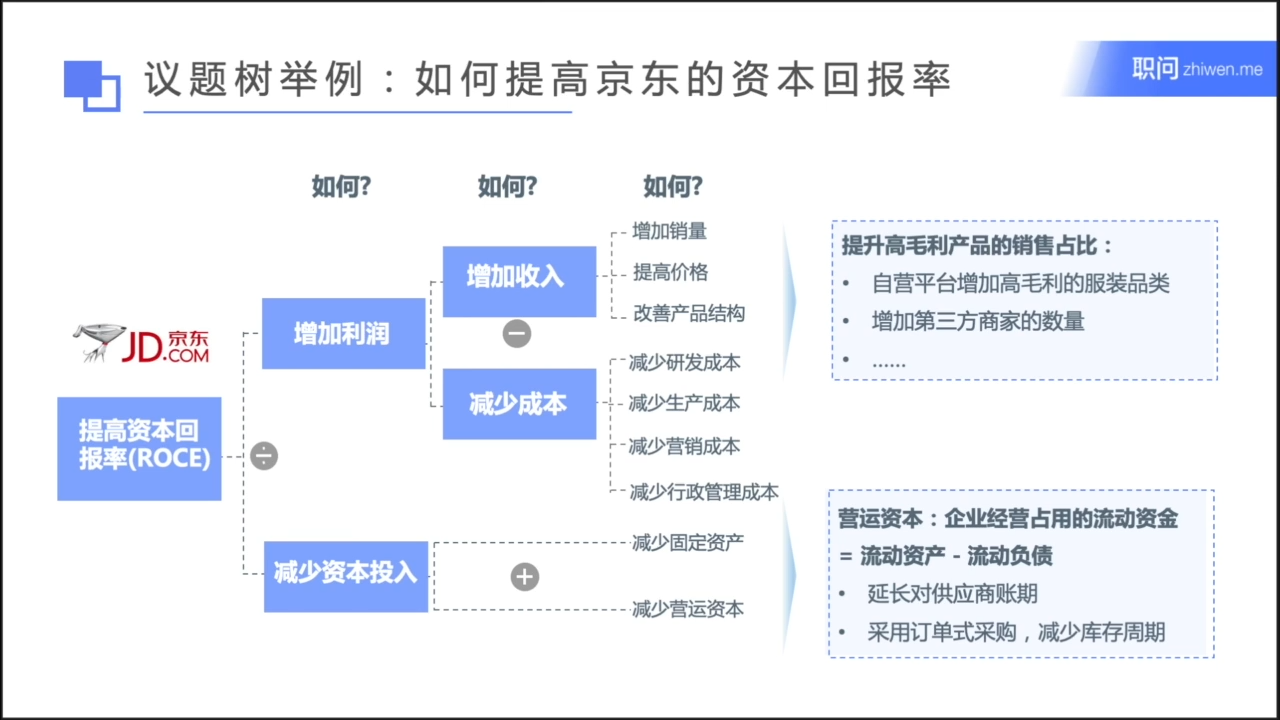 议题树举例：如何提高京东的资本回报率
职问 zhiwen.me
如何?
如何?
如何?
JD.COM 京东
提高资本回
报率(ROCE)
÷
增加利润
减少资本投入
增加收入
−
减少成本
+
增加销量
提高价格
改善产品结构
减少研发成本
减少生产成本
减少营销成本
减少行政管理成本
减少固定资产
减少营运资本
提升高毛利产品的销售占比：
• 自营平台增加高毛利的服装品类
• 增加第三方商家的数量
• ......
营运资本：企业经营占用的流动资金
= 流动资产 - 流动负债
• 延长对供应商账期
• 采用订单式采购，减少库存周期